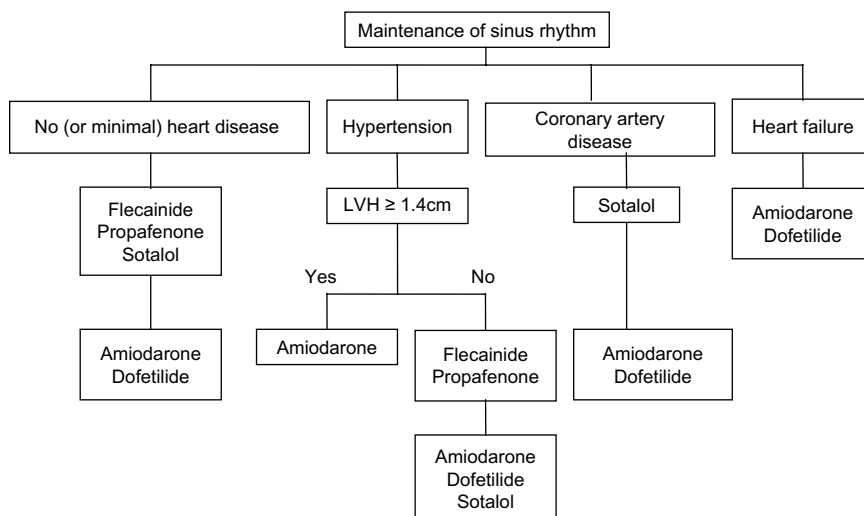 Maintenance of sinus rhythm
No (or minimal) heart disease
Hypertension
Coronary artery
disease
Heart failure
Flecainide
Propafenone
Sotalol
LVH ≥ 1.4cm
Sotalol
Amiodarone
Dofetilide
Yes
No
Amiodarone
Dofetilide
Amiodarone
Flecainide
Propafenone
Amiodarone
Dofetilide
Amiodarone
Dofetilide
Sotalol